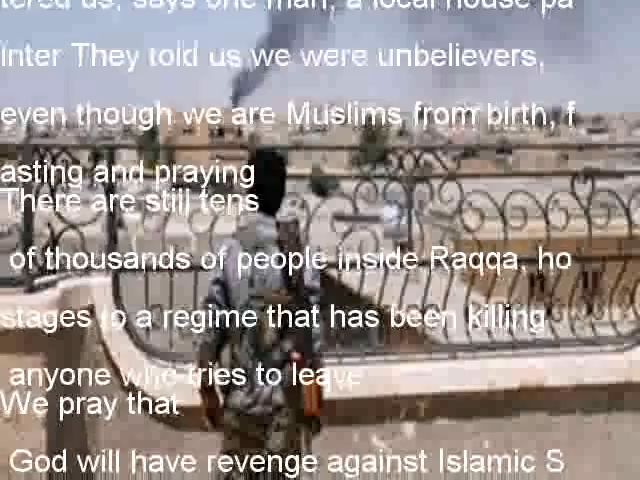 tered us, says one man, a local house pa
inter They told us we were unbelievers,
even though we are Muslims from birth, f
asting and praying
There are still tens
of thousands of people inside Raqqa, ho
stages to a regime that has been killing
anyone who tries to leave
We pray that
God will have revenge against Islamic S